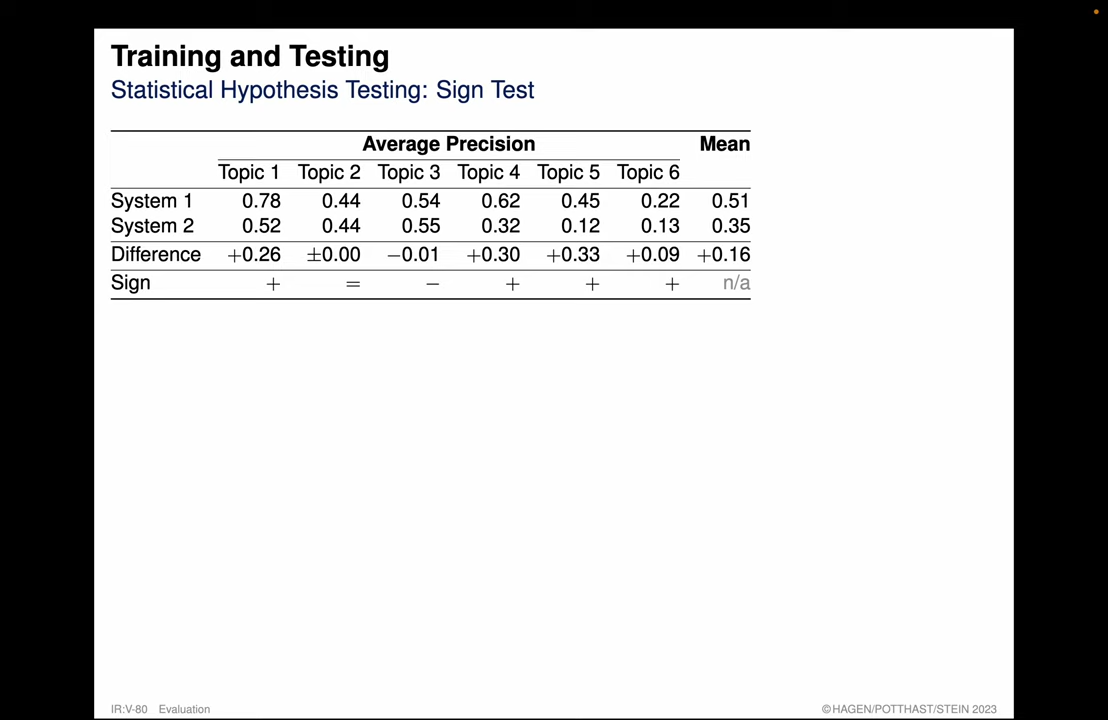 Training and Testing
Statistical Hypothesis Testing: Sign Test
Average Precision Mean
Topic 1 Topic 2 Topic 3 Topic 4 Topic 5 Topic 6
System 1 0.78 0.44 0.54 0.62 0.45 0.22 0.51
System 2 0.52 0.44 0.55 0.32 0.12 0.13 0.35
Difference +0.26 ±0.00 −0.01 +0.30 +0.33 +0.09 +0.16
Sign + = − + + + n/a
IR:V-80 Evaluation ©HAGEN/POTTHAST/STEIN 2023